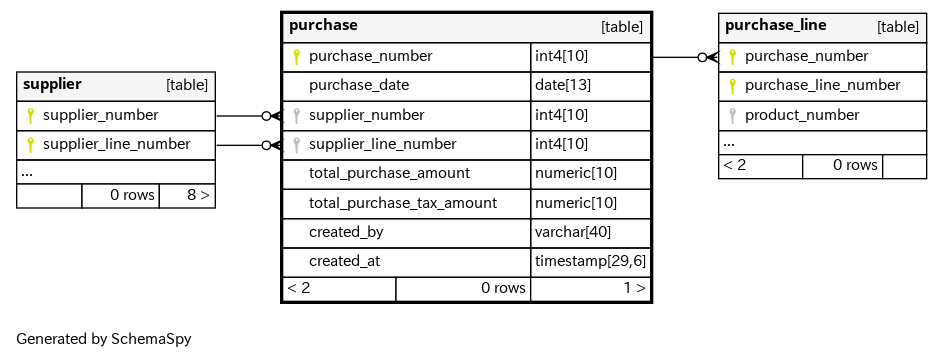 supplier [table]
supplier_number
supplier_line_number
...
0 rows 8 >
purchase [table]
purchase_number int4[10]
purchase_date date[13]
supplier_number int4[10]
supplier_line_number int4[10]
total_purchase_amount numeric[10]
total_purchase_tax_amount numeric[10]
created_by varchar[40]
created_at timestamp[29,6]
< 2 0 rows 1 >
purchase_line [table]
purchase_number
purchase_line_number
product_number
...
< 2 0 rows
Generated by SchemaSpy